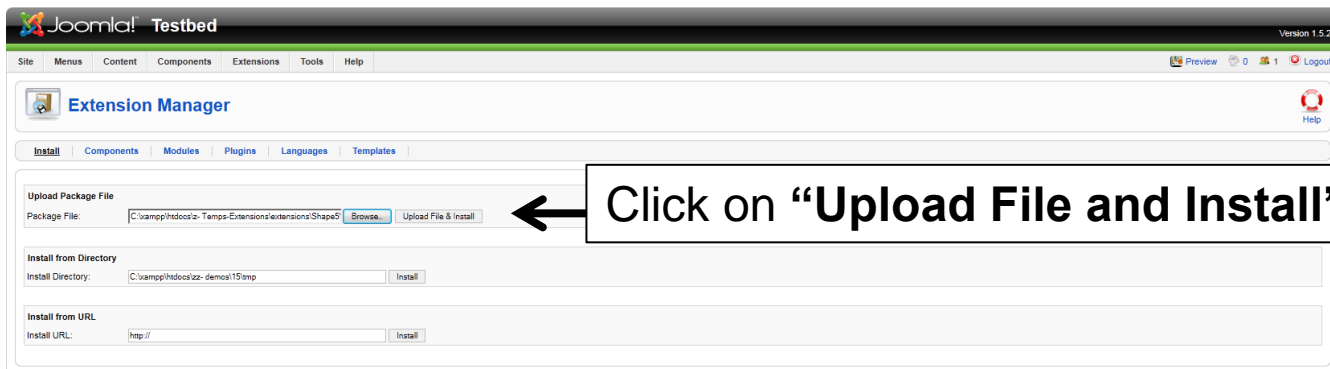 Joomla! Testbed
Version 1.5.2
Site Menus Content Components Extensions Tools Help Preview 0 1 Logout
Extension Manager
Help
Install Components Modules Plugins Languages Templates
Click on “Upload File and Install”
Upload Package File
Package File: C:\xampp\htdocs\z- Temps-Extensions\extensions\Shape5\ Browse... Upload File & Install
Install from Directory
Install Directory: C:\xampp\htdocs\zz- demos\15\tmp Install
Install from URL
Install URL: http:// Install